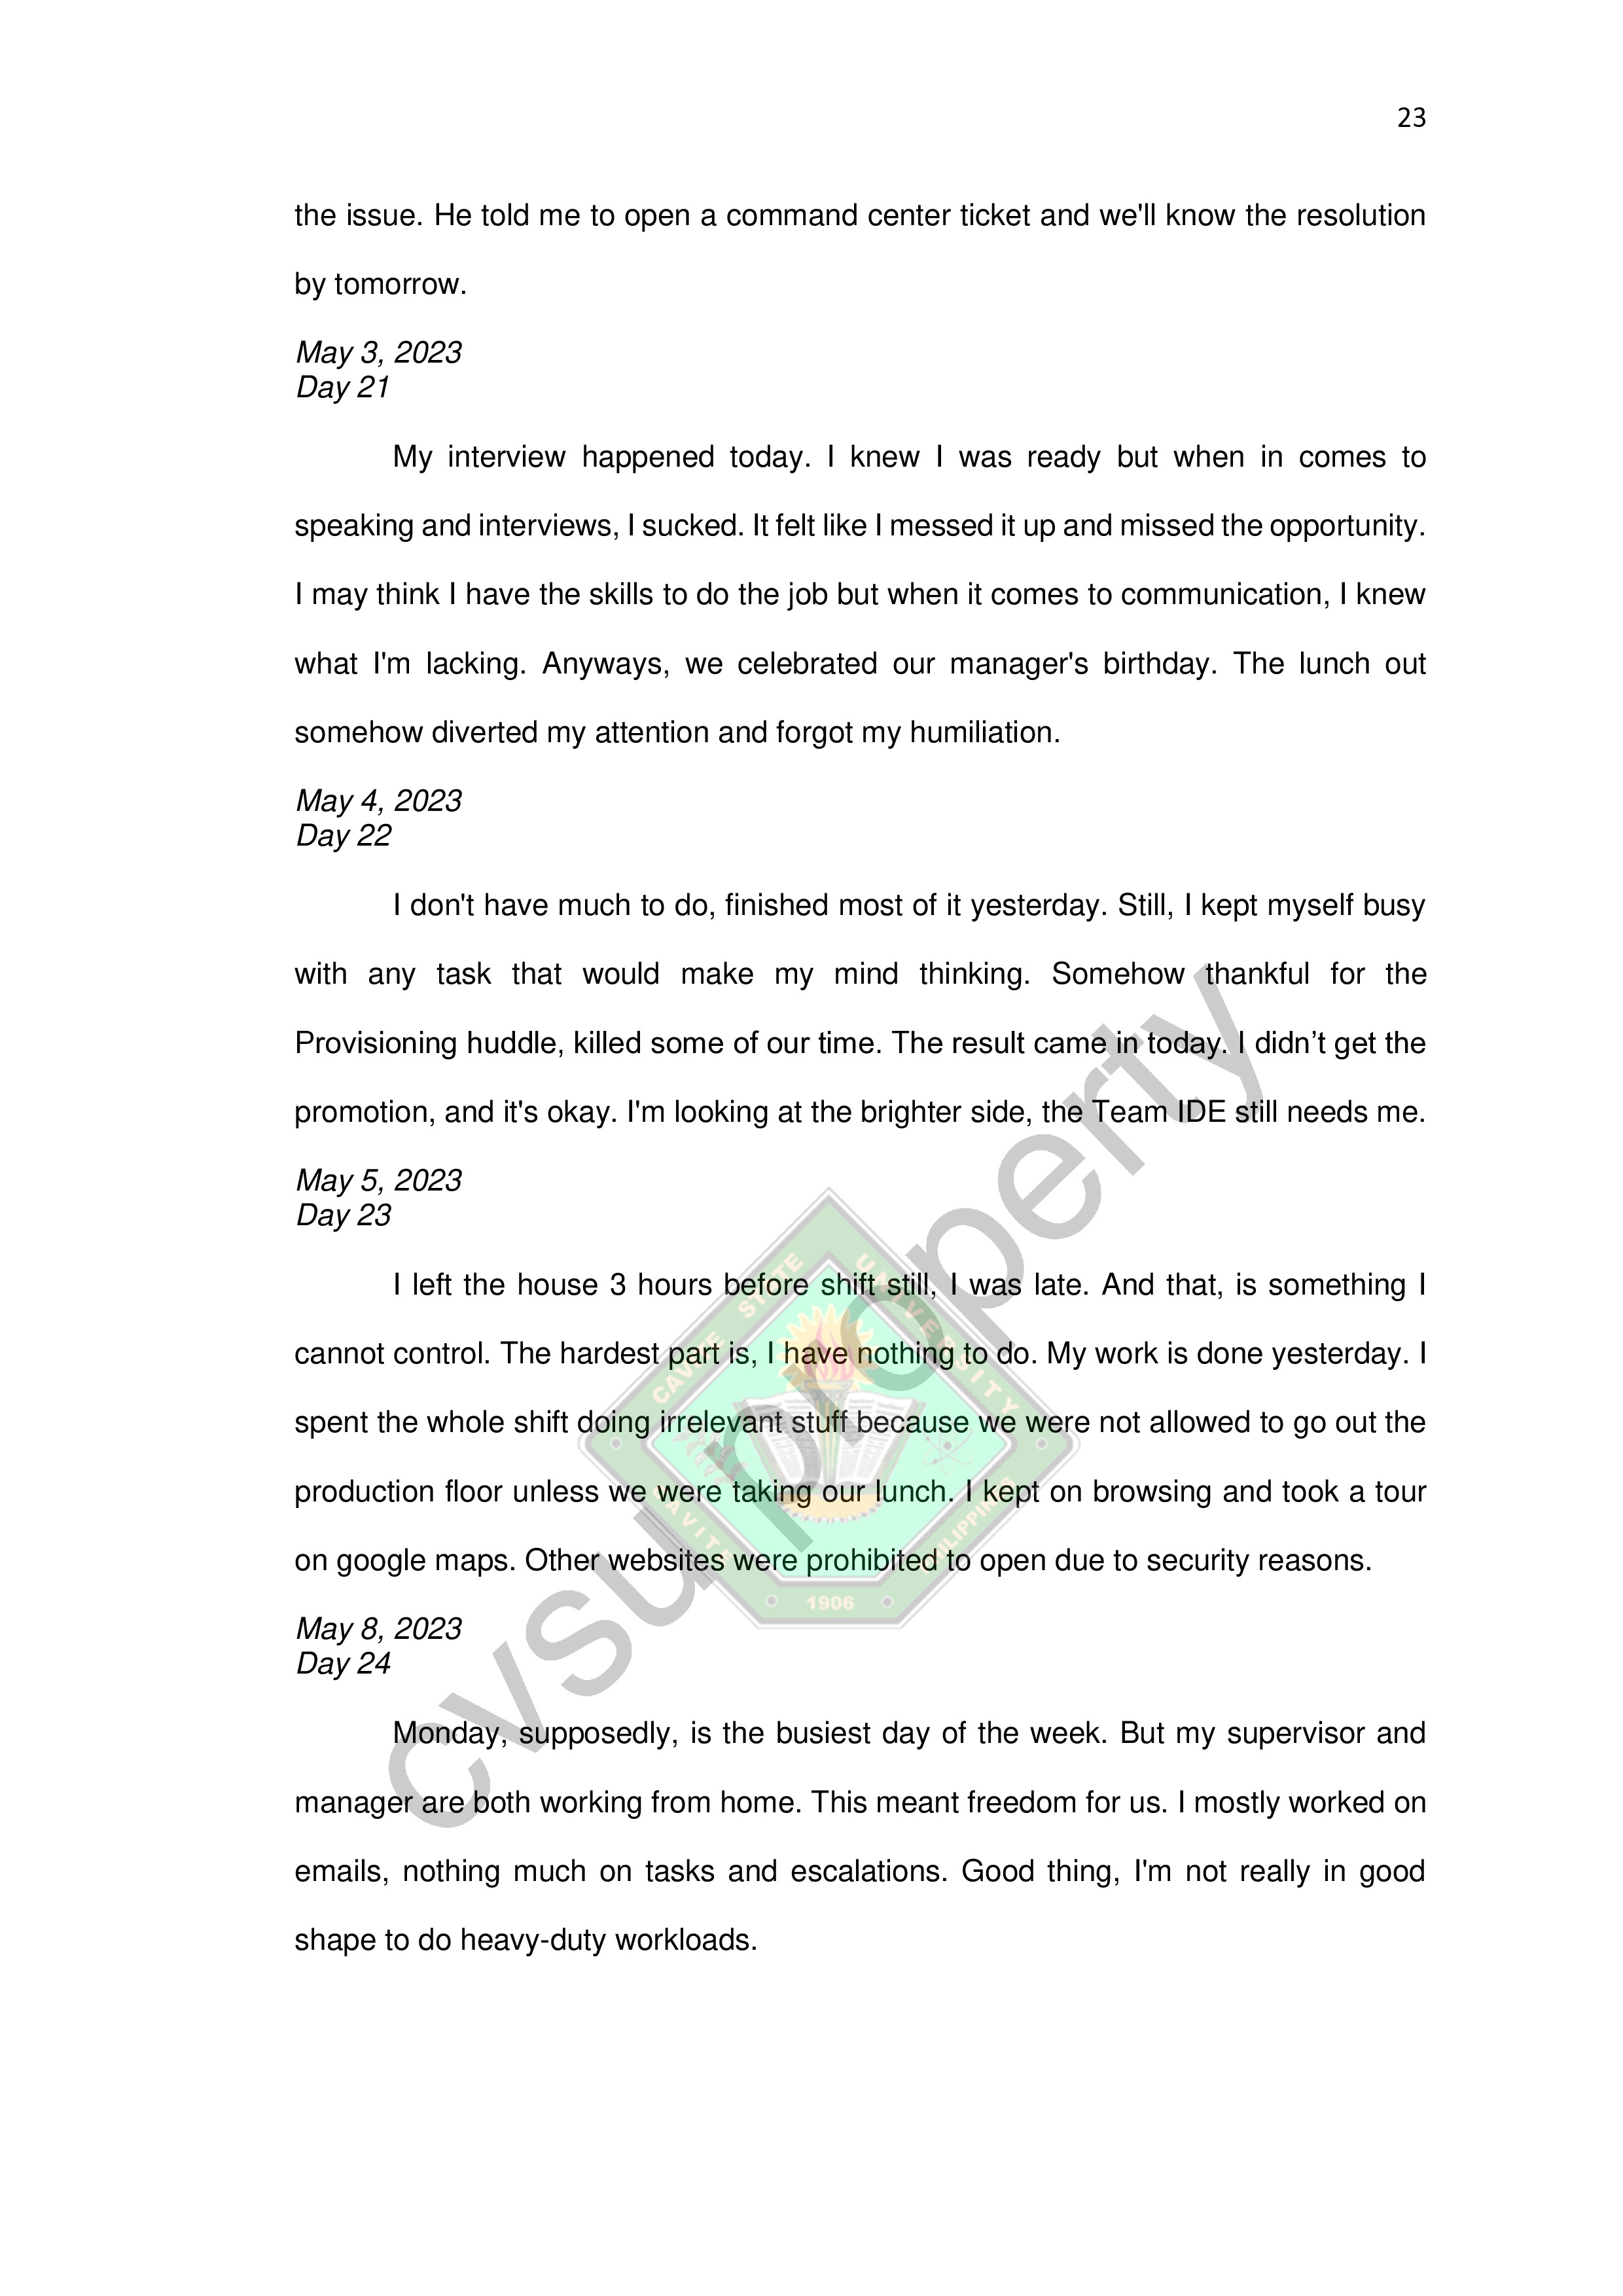 23
the issue. He told me to open a command center ticket and we'll know the resolution
by tomorrow.
May 3, 2023
Day 21
My interview happened today. I knew I was ready but when in comes to
speaking and interviews, I sucked. It felt like I messed it up and missed the opportunity.
I may think I have the skills to do the job but when it comes to communication, I knew
what I'm lacking. Anyways, we celebrated our manager's birthday. The lunch out
somehow diverted my attention and forgot my humiliation.
May 4, 2023
Day 22
I don't have much to do, finished most of it yesterday. Still, I kept myself busy
with any task that would make my mind thinking. Somehow thankful for the
Provisioning huddle, killed some of our time. The result came in today. I didn’t get the
promotion, and it's okay. I'm looking at the brighter side, the Team IDE still needs me.
May 5, 2023
Day 23
I left the house 3 hours before shift still, I was late. And that, is something I
cannot control. The hardest part is, I have nothing to do. My work is done yesterday. I
spent the whole shift doing irrelevant stuff because we were not allowed to go out the
production floor unless we were taking our lunch. I kept on browsing and took a tour
on google maps. Other websites were prohibited to open due to security reasons.
May 8, 2023
Day 24
Monday, supposedly, is the busiest day of the week. But my supervisor and
manager are both working from home. This meant freedom for us. I mostly worked on
emails, nothing much on tasks and escalations. Good thing, I'm not really in good
shape to do heavy-duty workloads.
cvsu property
CAVITE STATE UNIVERSITY
CAVITE
PHILIPPINES
1906